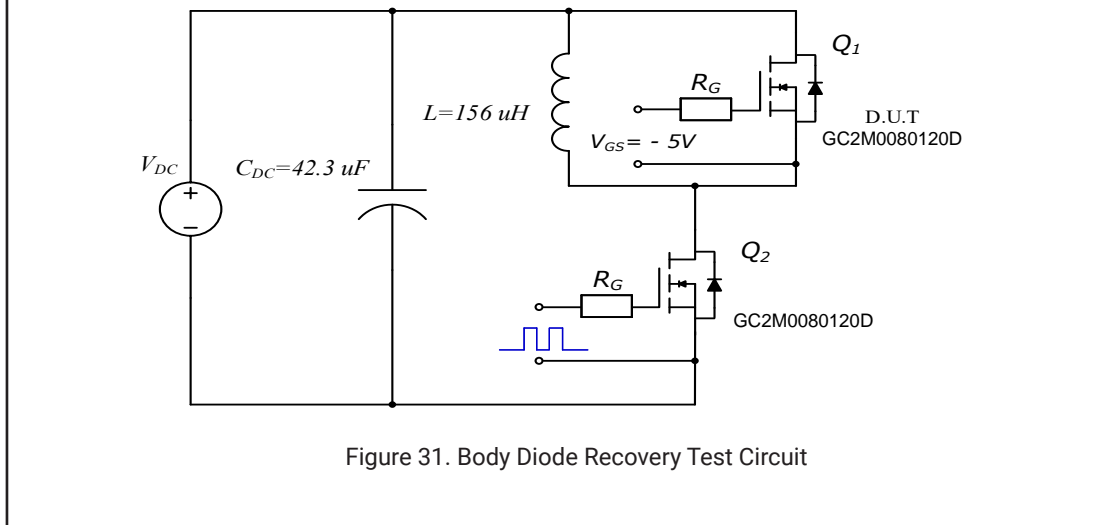 Q1
RG
L=156 uH
D.U.T
GC2M0080120D
VGS= - 5V
VDC
CDC=42.3 uF
+
−
Q2
RG
GC2M0080120D
Figure 31. Body Diode Recovery Test Circuit